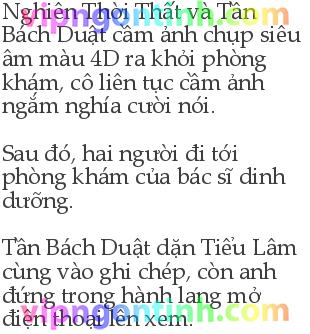 Nghiên Thời Thất và Tần
Bách Duật cầm ảnh chụp siêu
âm màu 4D ra khỏi phòng
khám, cô liên tục cầm ảnh
ngắm nghía cười nói.
Sau đó, hai người đi tới
phòng khám của bác sĩ dinh
dưỡng.
Tần Bách Duật dặn Tiểu Lâm
cùng vào ghi chép, còn anh
đứng trong hành lang mở
điện thoại lên xem.
vipngontinh.com
vipngontinh.com